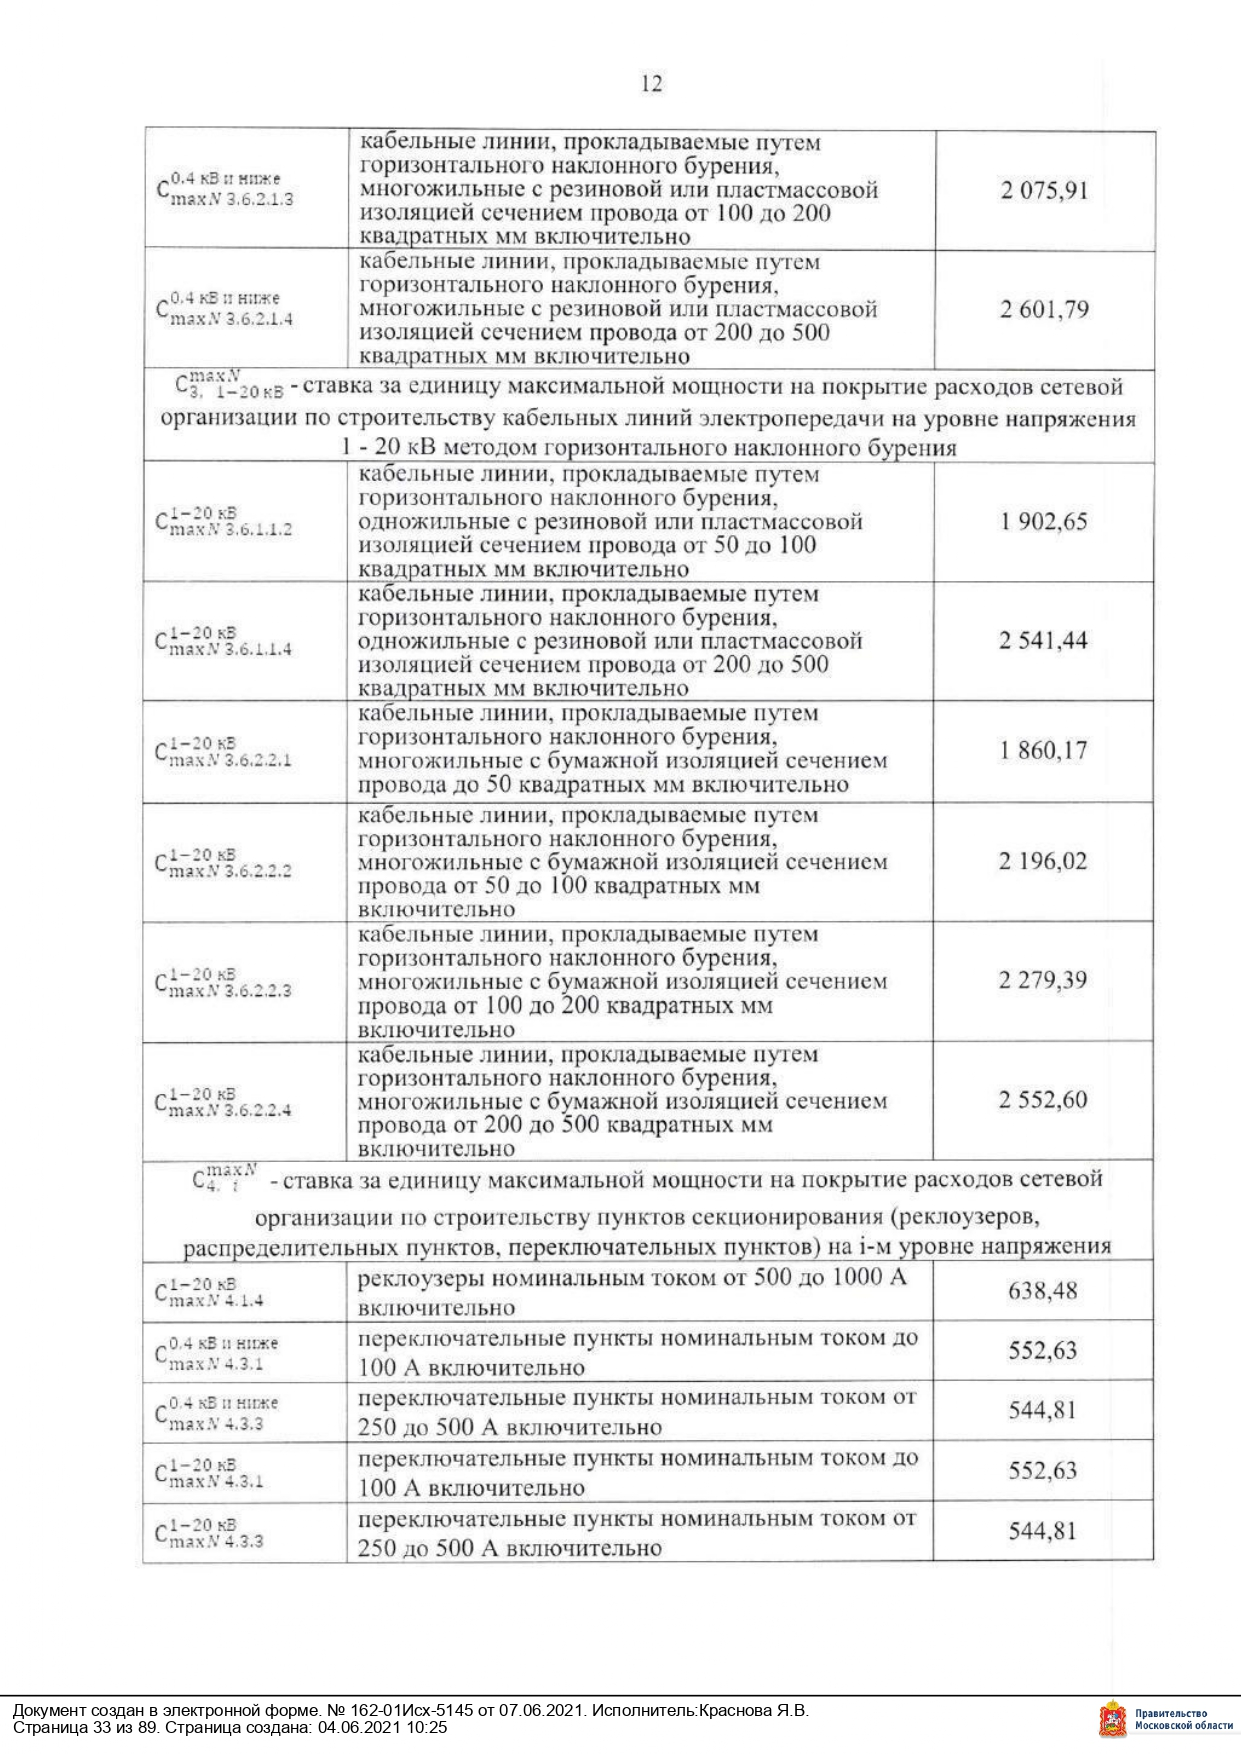 12
C 0.4 кВ и ниже maxN 3.6.2.1.3
кабельные линии, прокладываемые путем
горизонтального наклонного бурения,
многожильные с резиновой или пластмассовой
изоляцией сечением провода от 100 до 200
квадратных мм включительно
2 075,91
C 0.4 кВ и ниже maxN 3.6.2.1.4
кабельные линии, прокладываемые путем
горизонтального наклонного бурения,
многожильные с резиновой или пластмассовой
изоляцией сечением провода от 200 до 500
квадратных мм включительно
2 601,79
C maxN 3, 1–20 кВ - ставка за единицу максимальной мощности на покрытие расходов сетевой
организации по строительству кабельных линий электропередачи на уровне напряжения
1 - 20 кВ методом горизонтального наклонного бурения
C 1–20 кВ maxN 3.6.1.1.2
кабельные линии, прокладываемые путем
горизонтального наклонного бурения,
одножильные с резиновой или пластмассовой
изоляцией сечением провода от 50 до 100
квадратных мм включительно
1 902,65
C 1–20 кВ maxN 3.6.1.1.4
кабельные линии, прокладываемые путем
горизонтального наклонного бурения,
одножильные с резиновой или пластмассовой
изоляцией сечением провода от 200 до 500
квадратных мм включительно
2 541,44
C 1–20 кВ maxN 3.6.2.2.1
кабельные линии, прокладываемые путем
горизонтального наклонного бурения,
многожильные с бумажной изоляцией сечением
провода до 50 квадратных мм включительно
1 860,17
C 1–20 кВ maxN 3.6.2.2.2
кабельные линии, прокладываемые путем
горизонтального наклонного бурения,
многожильные с бумажной изоляцией сечением
провода от 50 до 100 квадратных мм
включительно
2 196,02
C 1–20 кВ maxN 3.6.2.2.3
кабельные линии, прокладываемые путем
горизонтального наклонного бурения,
многожильные с бумажной изоляцией сечением
провода от 100 до 200 квадратных мм
включительно
2 279,39
C 1–20 кВ maxN 3.6.2.2.4
кабельные линии, прокладываемые путем
горизонтального наклонного бурения,
многожильные с бумажной изоляцией сечением
провода от 200 до 500 квадратных мм
включительно
2 552,60
C maxN 4, i - ставка за единицу максимальной мощности на покрытие расходов сетевой
организации по строительству пунктов секционирования (реклоузеров,
распределительных пунктов, переключательных пунктов) на i-м уровне напряжения
C 1–20 кВ maxN 4.1.4
реклоузеры номинальным током от 500 до 1000 А
включительно
638,48
C 0.4 кВ и ниже maxN 4.3.1
переключательные пункты номинальным током до
100 А включительно
552,63
C 0.4 кВ и ниже maxN 4.3.3
переключательные пункты номинальным током от
250 до 500 А включительно
544,81
C 1–20 кВ maxN 4.3.1
переключательные пункты номинальным током до
100 А включительно
552,63
C 1–20 кВ maxN 4.3.3
переключательные пункты номинальным током от
250 до 500 А включительно
544,81
Документ создан в электронной форме. № 162-01Исх-5145 от 07.06.2021. Исполнитель:Краснова Я.В.
Страница 33 из 89. Страница создана: 04.06.2021 10:25
Правительство
Московской области